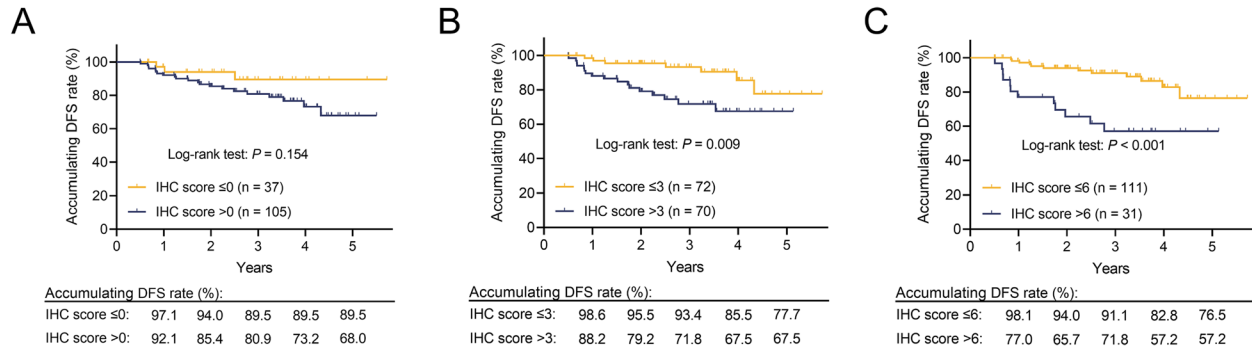 A
Accumulating DFS rate (%)
100
80
60
40
20
0
Log-rank test: P = 0.154
IHC score ≤0 (n = 37)
IHC score >0 (n = 105)
0 1 2 3 4 5
Years
Accumulating DFS rate (%):
IHC score ≤0: 97.1 94.0 89.5 89.5 89.5
IHC score >0: 92.1 85.4 80.9 73.2 68.0
B
Accumulating DFS rate (%)
100
80
60
40
20
0
Log-rank test: P = 0.009
IHC score ≤3 (n = 72)
IHC score >3 (n = 70)
0 1 2 3 4 5
Years
Accumulating DFS rate (%):
IHC score ≤3: 98.6 95.5 93.4 85.5 77.7
IHC score >3: 88.2 79.2 71.8 67.5 67.5
C
Accumulating DFS rate (%)
100
80
60
40
20
0
Log-rank test: P < 0.001
IHC score ≤6 (n = 111)
IHC score >6 (n = 31)
0 1 2 3 4 5
Years
Accumulating DFS rate (%):
IHC score ≤6: 98.1 94.0 91.1 82.8 76.5
IHC score >6: 77.0 65.7 71.8 57.2 57.2